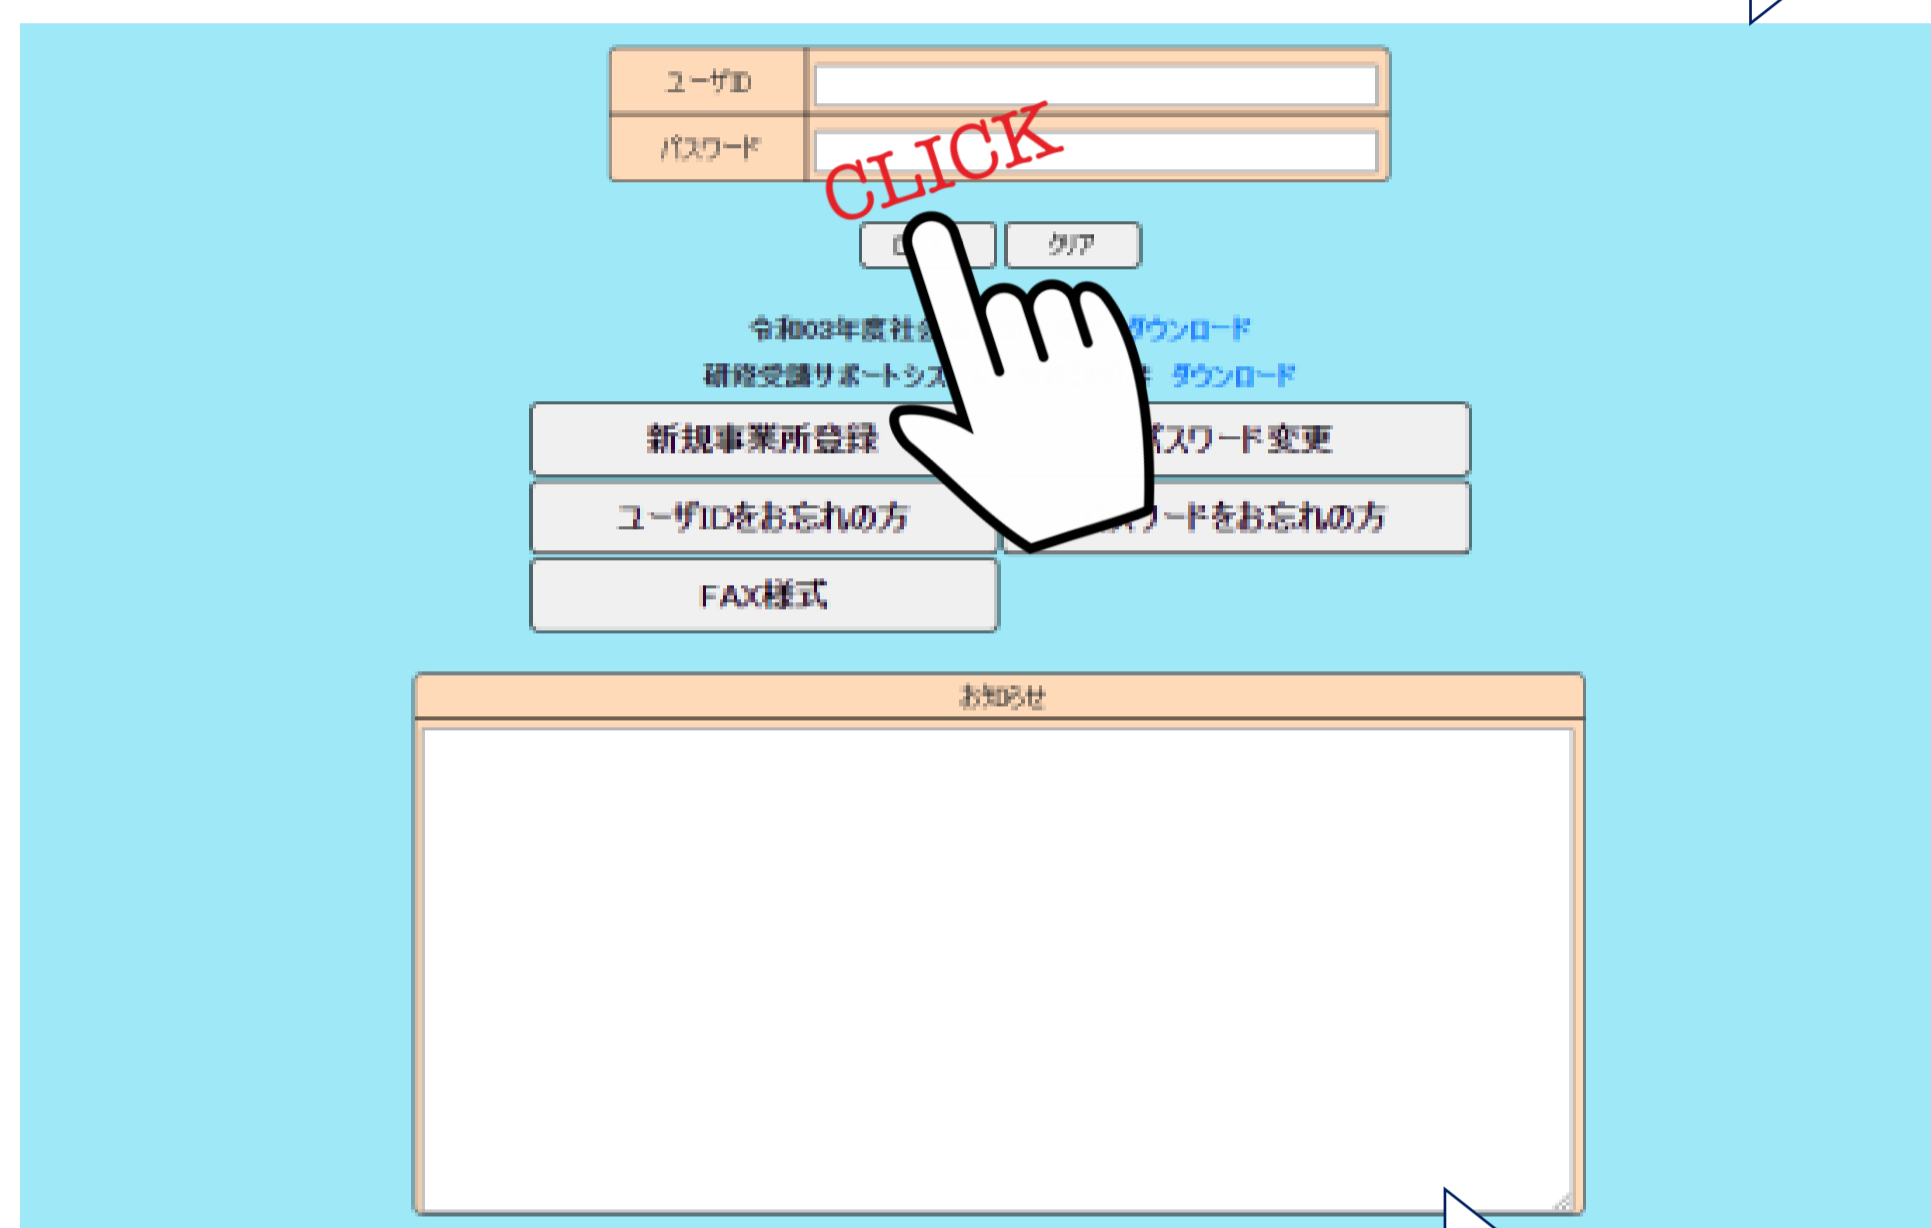 ユーザID
パスワード
CLICK
クリア
令和003年度社会 ダウンロード
研修受講サポートシス ダウンロード
新規事業所登録 パスワード変更
ユーザIDをお忘れの方 ードをお忘れの方
FAX様式
お知らせ